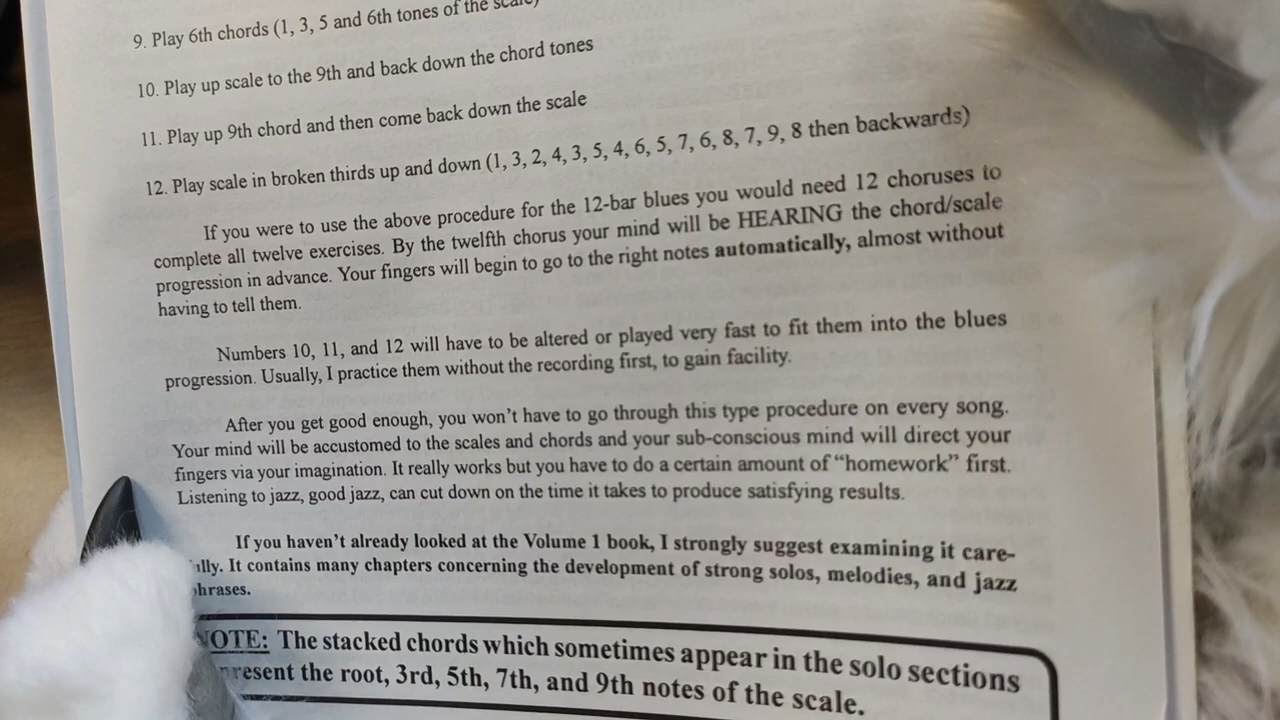 9. Play 6th chords (1, 3, 5 and 6th tones of the scale)
10. Play up scale to the 9th and back down the chord tones
11. Play up 9th chord and then come back down the scale
12. Play scale in broken thirds up and down (1, 3, 2, 4, 3, 5, 4, 6, 5, 7, 6, 8, 7, 9, 8 then backwards)
If you were to use the above procedure for the 12-bar blues you would need 12 choruses to
complete all twelve exercises. By the twelfth chorus your mind will be HEARING the chord/scale
progression in advance. Your fingers will begin to go to the right notes automatically, almost without
having to tell them.
Numbers 10, 11, and 12 will have to be altered or played very fast to fit them into the blues
progression. Usually, I practice them without the recording first, to gain facility.
After you get good enough, you won't have to go through this type procedure on every song.
Your mind will be accustomed to the scales and chords and your sub-conscious mind will direct your
fingers via your imagination. It really works but you have to do a certain amount of "homework" first.
Listening to jazz, good jazz, can cut down on the time it takes to produce satisfying results.
If you haven't already looked at the Volume 1 book, I strongly suggest examining it care-
ully. It contains many chapters concerning the development of strong solos, melodies, and jazz
hrases.
NOTE: The stacked chords which sometimes appear in the solo sections
resent the root, 3rd, 5th, 7th, and 9th notes of the scale.